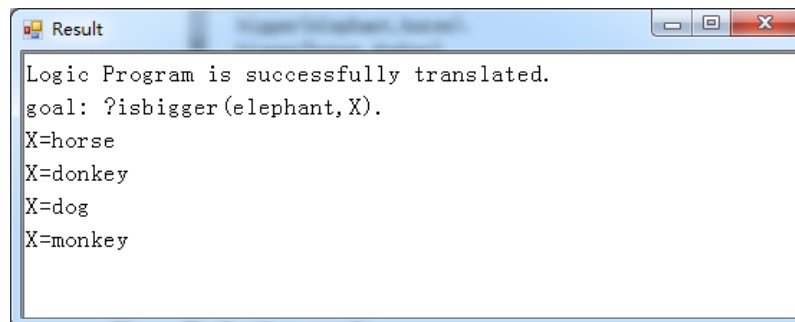 Result
Logic Program is successfully translated.
goal: ?isbigger(elephant,X).
X=horse
X=donkey
X=dog
X=monkey